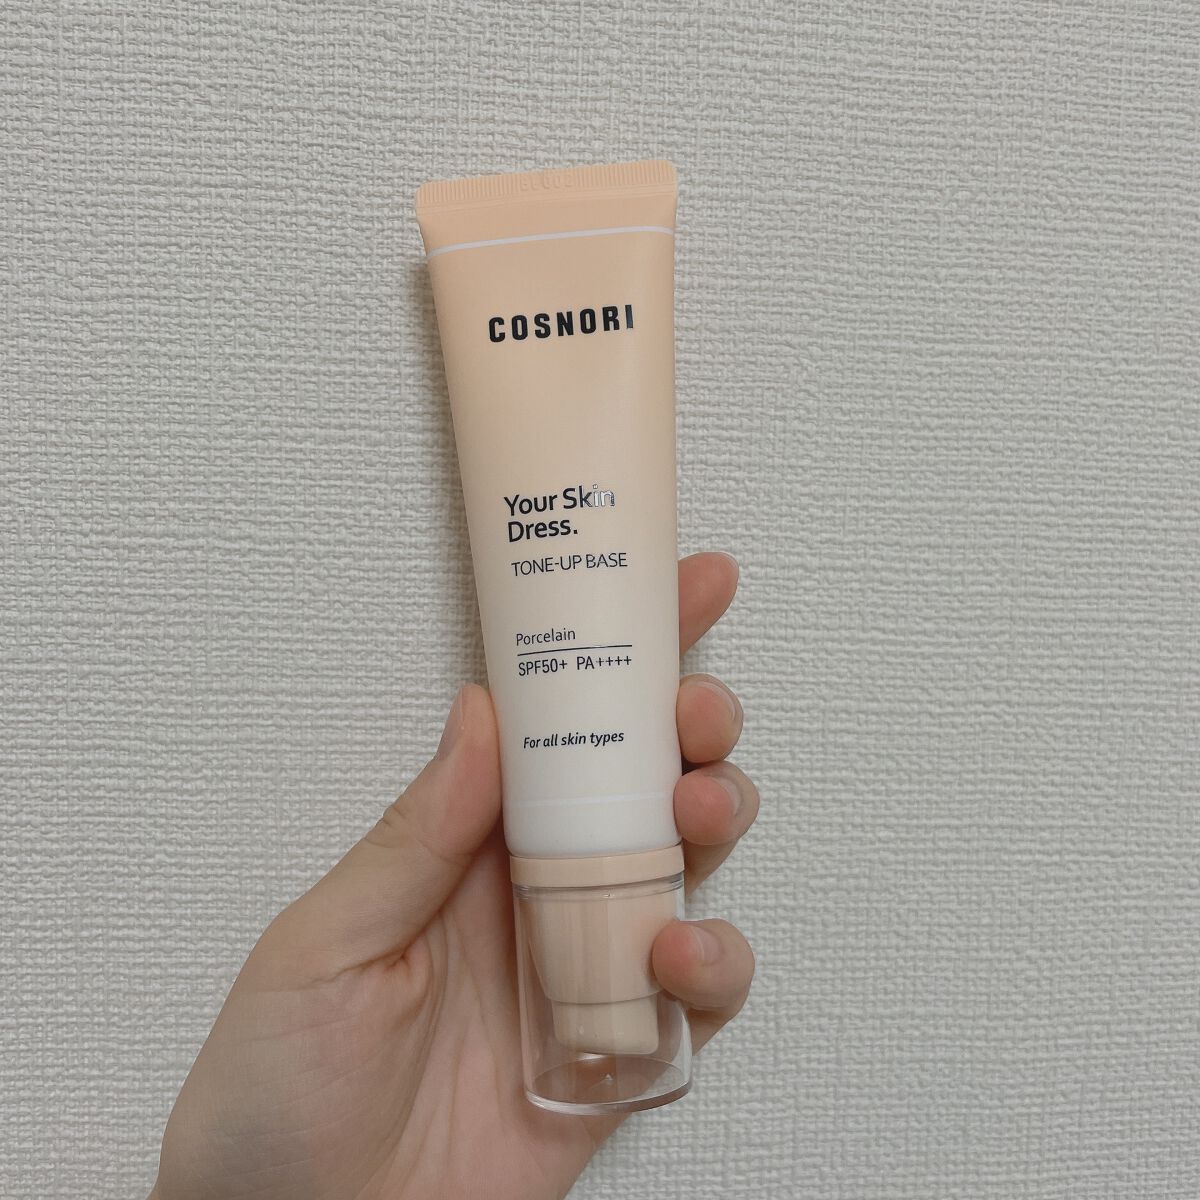 COSNORI
Your Skin
Dress.
TONE-UP BASE
Porcelain
SPF50+ PA++++
For all skin types